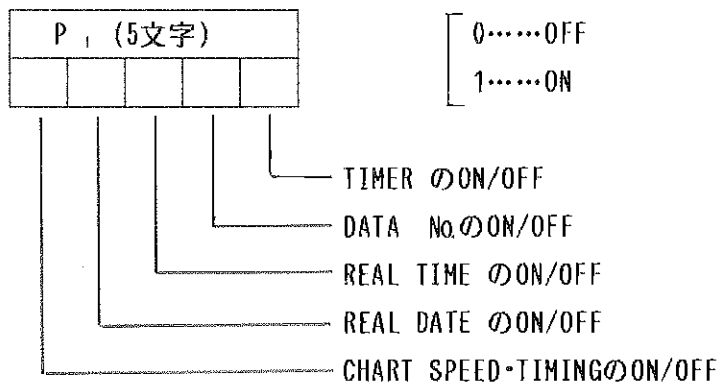 P₁ (5文字)
0……OFF
1……ON
TIMER のON/OFF
DATA No.のON/OFF
REAL TIME のON/OFF
REAL DATE のON/OFF
CHART SPEED・TIMINGのON/OFF